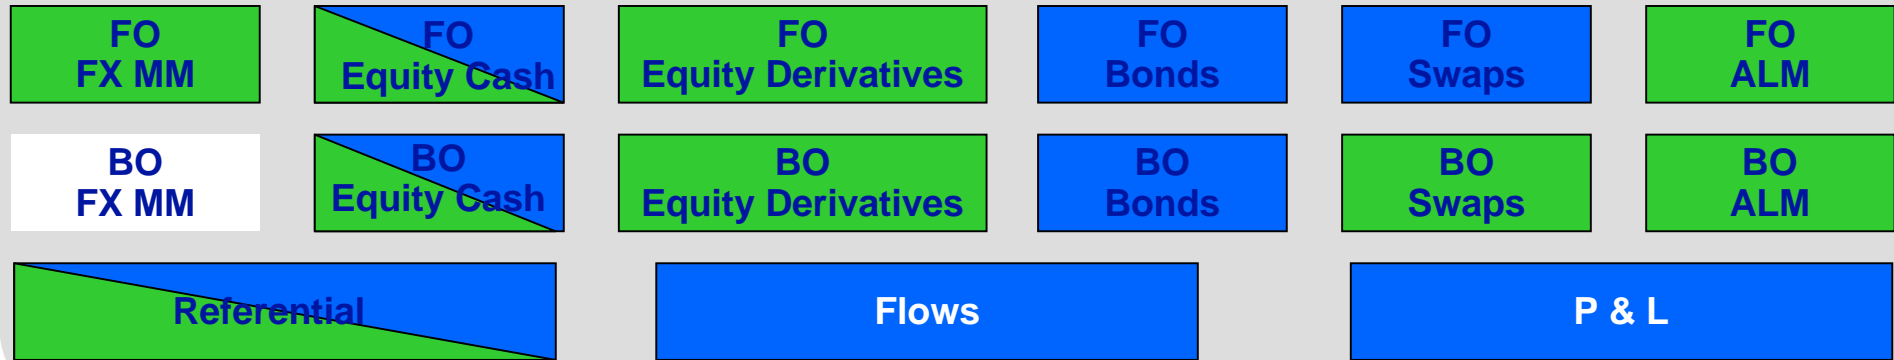 FO
FX MM
FO
Equity Cash
FO
Equity Derivatives
FO
Bonds
FO
Swaps
FO
ALM
BO
FX MM
BO
Equity Cash
BO
Equity Derivatives
BO
Bonds
BO
Swaps
BO
ALM
Referential
Flows
P & L